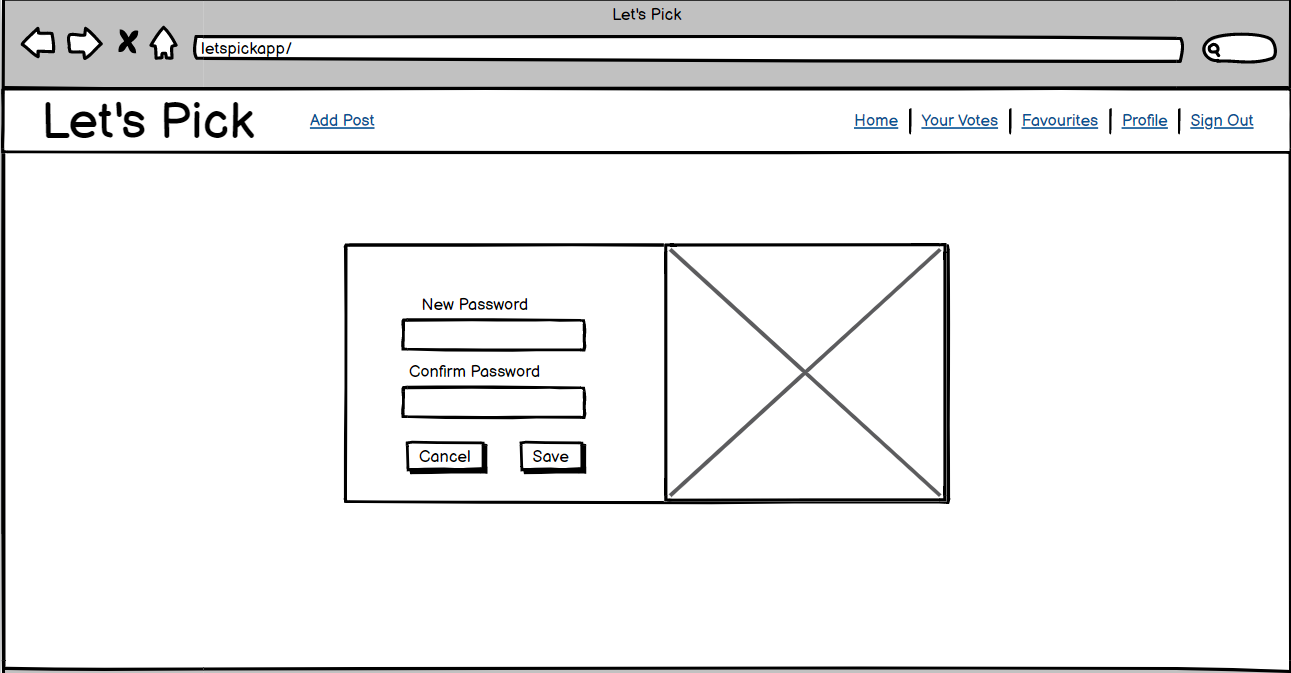 Let's Pick
letspickapp/
Let's Pick Add Post Home Your Votes Favourites Profile Sign Out
New Password
Confirm Password
Cancel Save